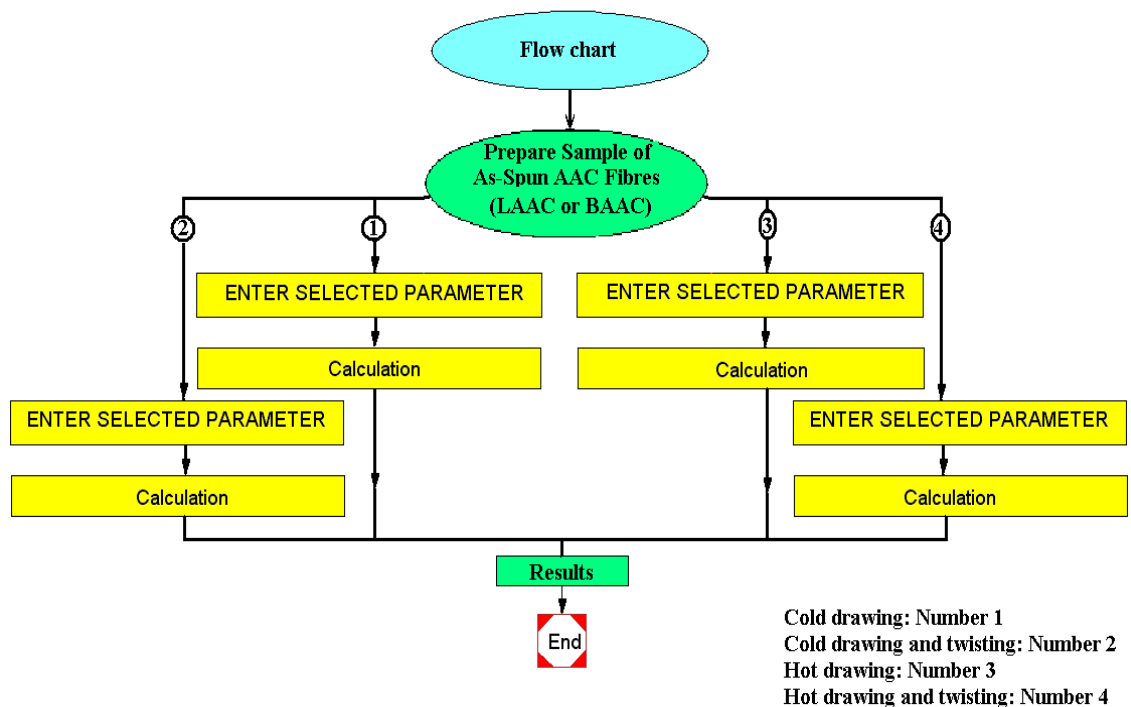 Flow chart
Prepare Sample of
As-Spun AAC Fibres
(LAAC or BAAC)
2
1
3
4
ENTER SELECTED PARAMETER
ENTER SELECTED PARAMETER
Calculation
Calculation
ENTER SELECTED PARAMETER
ENTER SELECTED PARAMETER
Calculation
Calculation
Results
End
Cold drawing: Number 1
Cold drawing and twisting: Number 2
Hot drawing: Number 3
Hot drawing and twisting: Number 4